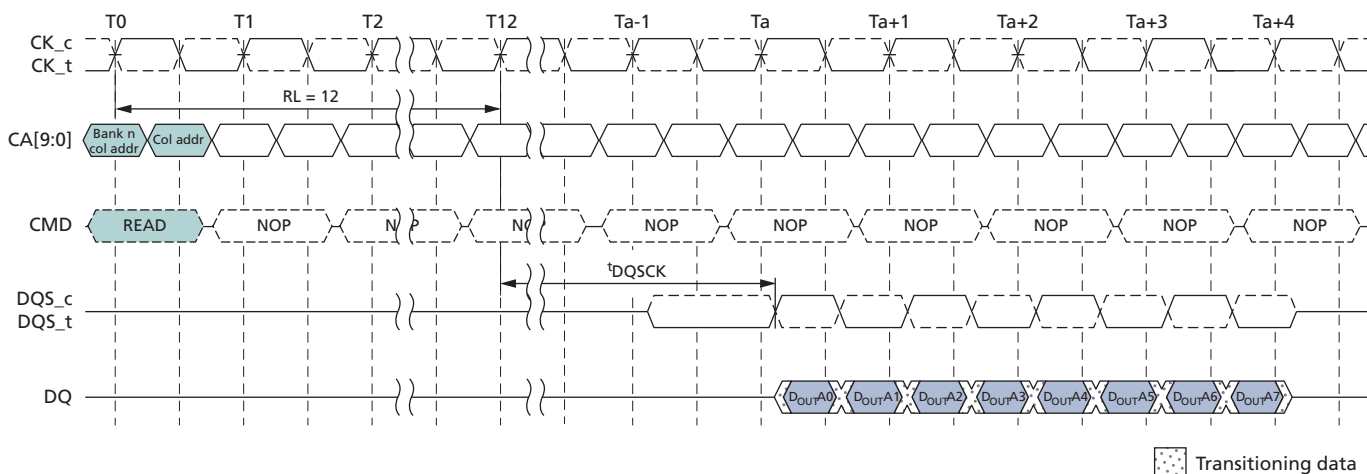 T0 T1 T2 T12 Ta-1 Ta Ta+1 Ta+2 Ta+3 Ta+4
CK_c
CK_t
RL = 12
CA[9:0]
Bank n
col addr
Col addr
CMD READ NOP NOP NOP NOP NOP NOP NOP NOP NOP
tDQSCK
DQS_c
DQS_t
DQ DOUTA0 DOUTA1 DOUTA2 DOUTA3 DOUTA4 DOUTA5 DOUTA6 DOUTA7
Transitioning data